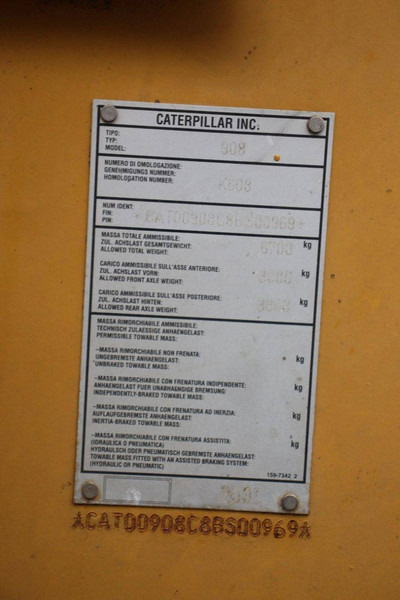 CATERPILLAR INC.
TIPO:
TYP:
MODEL: 908
NUMERO DI OMOLOGAZIONE:
GENEHMIGUNGS NUMMER:
HOMOLOGATION NUMBER: K608
NUM IDENT:
FIN:
PIN: *CAT00908C8BS00969*
MASSA TOTALE AMMISSIBILE:
ZUL. ACHSLAST GESAMTGEWICHT: kg
ALLOWED TOTAL WEIGHT:
CARICO AMMISSIBILE SULL'ASSE ANTERIORE:
ZUL. ACHSLAST VORN: kg
ALLOWED FRONT AXLE WEIGHT:
CARICO AMMISSIBILE SULL'ASSE POSTERIORE:
ZUL. ACHSLAST HINTEN: kg
ALLOWED REAR AXLE WEIGHT:
MASSA RIMORCHIABILE AMMISSIBILE:
TECHNISCH ZULAESSIGE ANHAENGELAST:
PERMISSIBLE TOWABLE MASS:
-MASSA RIMORCHIABILE NON FRENATA:
UNGEBREMSTE ANHAENGELAST: kg
UNBRAKED TOWABLE MASS:
-MASSA RIMORCHIABILE CON FRENATURA INDIPENDENTE:
ANHAENGELAST FUER UNABHAGNGIGE BREMSUNG: kg
INDEPENDENTLY-BRAKED TOWABLE MASS:
-MASSA RIMORCHIABILE CON FRENATURA AD INERZIA:
AUFLAUFGEBREMSTE ANHAENGELAST: kg
INERTIA-BRAKED TOWABLE MASS:
-MASSA RIMORCHIABILE CON FRENATURA ASSISTITA:
(IDRAULICA O PNEUMATICA) kg
HYDRAULSCH ODER PNEUMATISCH GEBREMSTE ANHAENGELAST:
TOWABLE MASS FITTED WITH AN ASSISTED BRAKING SYSTEM:
(HYDRAULIC OR PNEUMATIC) 159-7342 2
*CAT00908C8BS00969*